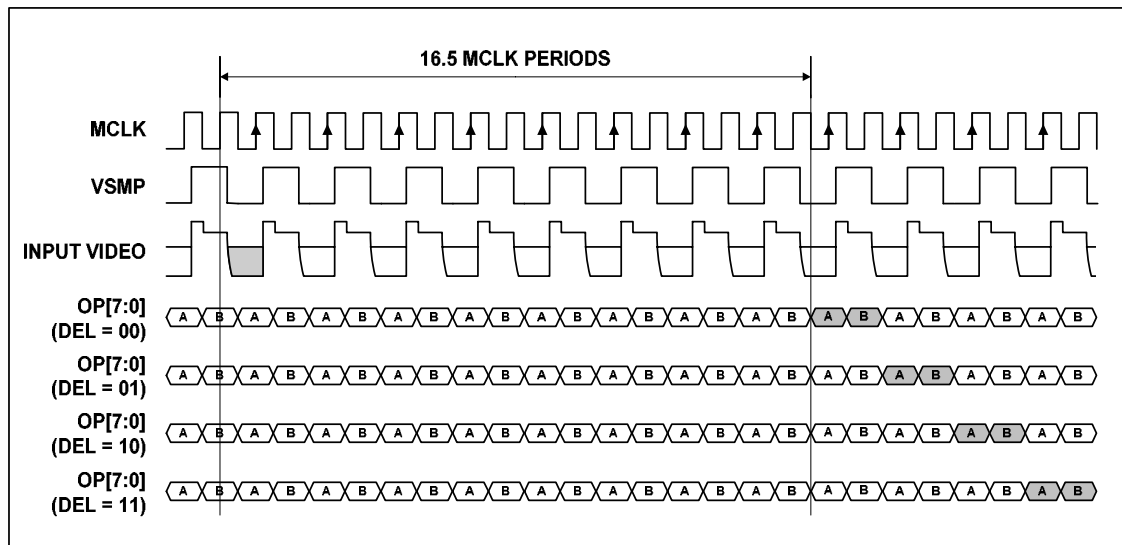 16.5 MCLK PERIODS
MCLK
VSMP
INPUT VIDEO
OP[7:0]
(DEL = 00)
A B A B A B A B A B A B A B A B A B A B A B A B A B
OP[7:0]
(DEL = 01)
A B A B A B A B A B A B A B A B A B A B A B A B A B
OP[7:0]
(DEL = 10)
A B A B A B A B A B A B A B A B A B A B A B A B A B
OP[7:0]
(DEL = 11)
A B A B A B A B A B A B A B A B A B A B A B A B A B